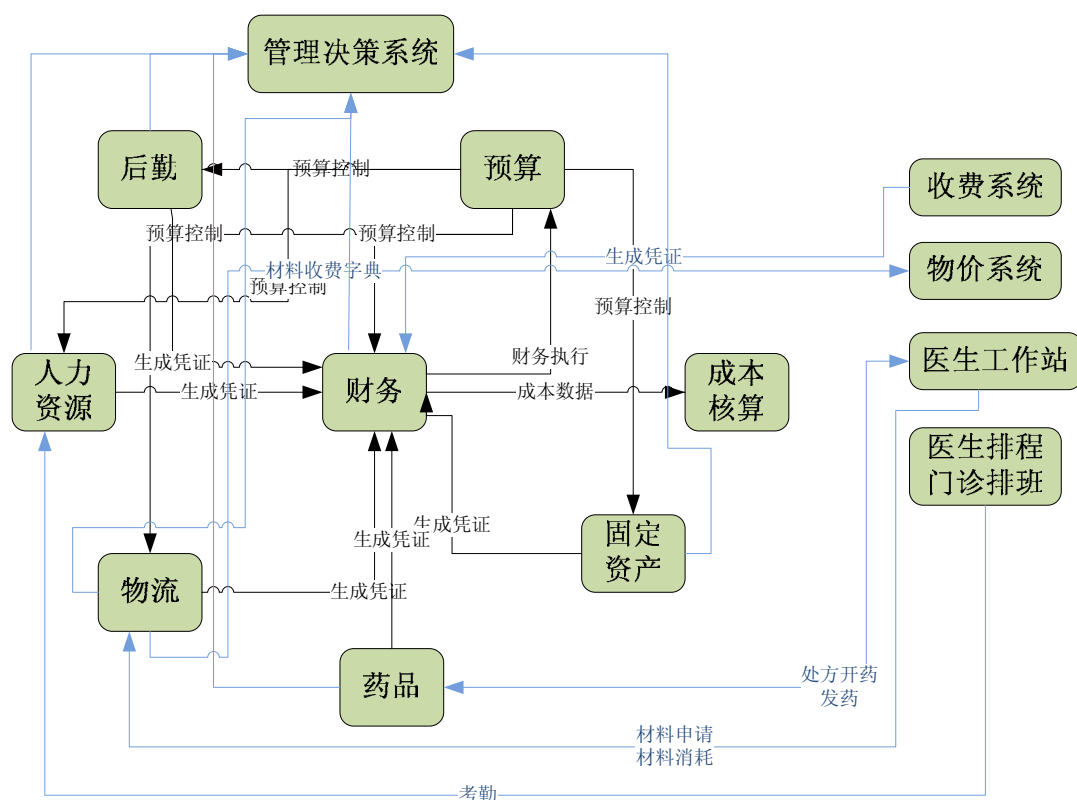 管理决策系统
后勤
预算控制
预算
收费系统
预算控制
预算控制
生成凭证
物价系统
材料收费字典
预算控制
预算控制
生成凭证
财务执行
医生工作站
人力
资源
生成凭证
财务
成本数据
成本
核算
医生排程
门诊排班
生成凭证
生成凭证
固定
资产
物流
生成凭证
药品
处方开药
发药
材料申请
材料消耗
考勤